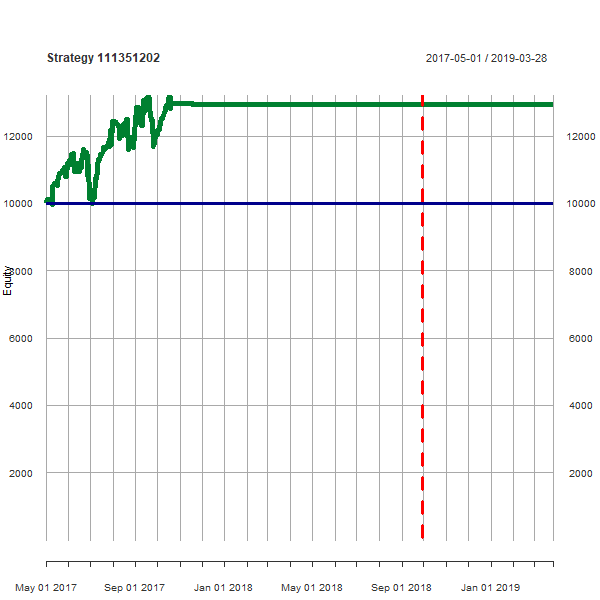 Strategy 111351202
2017-05-01 / 2019-03-28
12000
12000
10000
10000
8000
8000
Equity
6000
6000
4000
4000
2000
2000
May 01 2017
Sep 01 2017
Jan 01 2018
May 01 2018
Sep 01 2018
Jan 01 2019